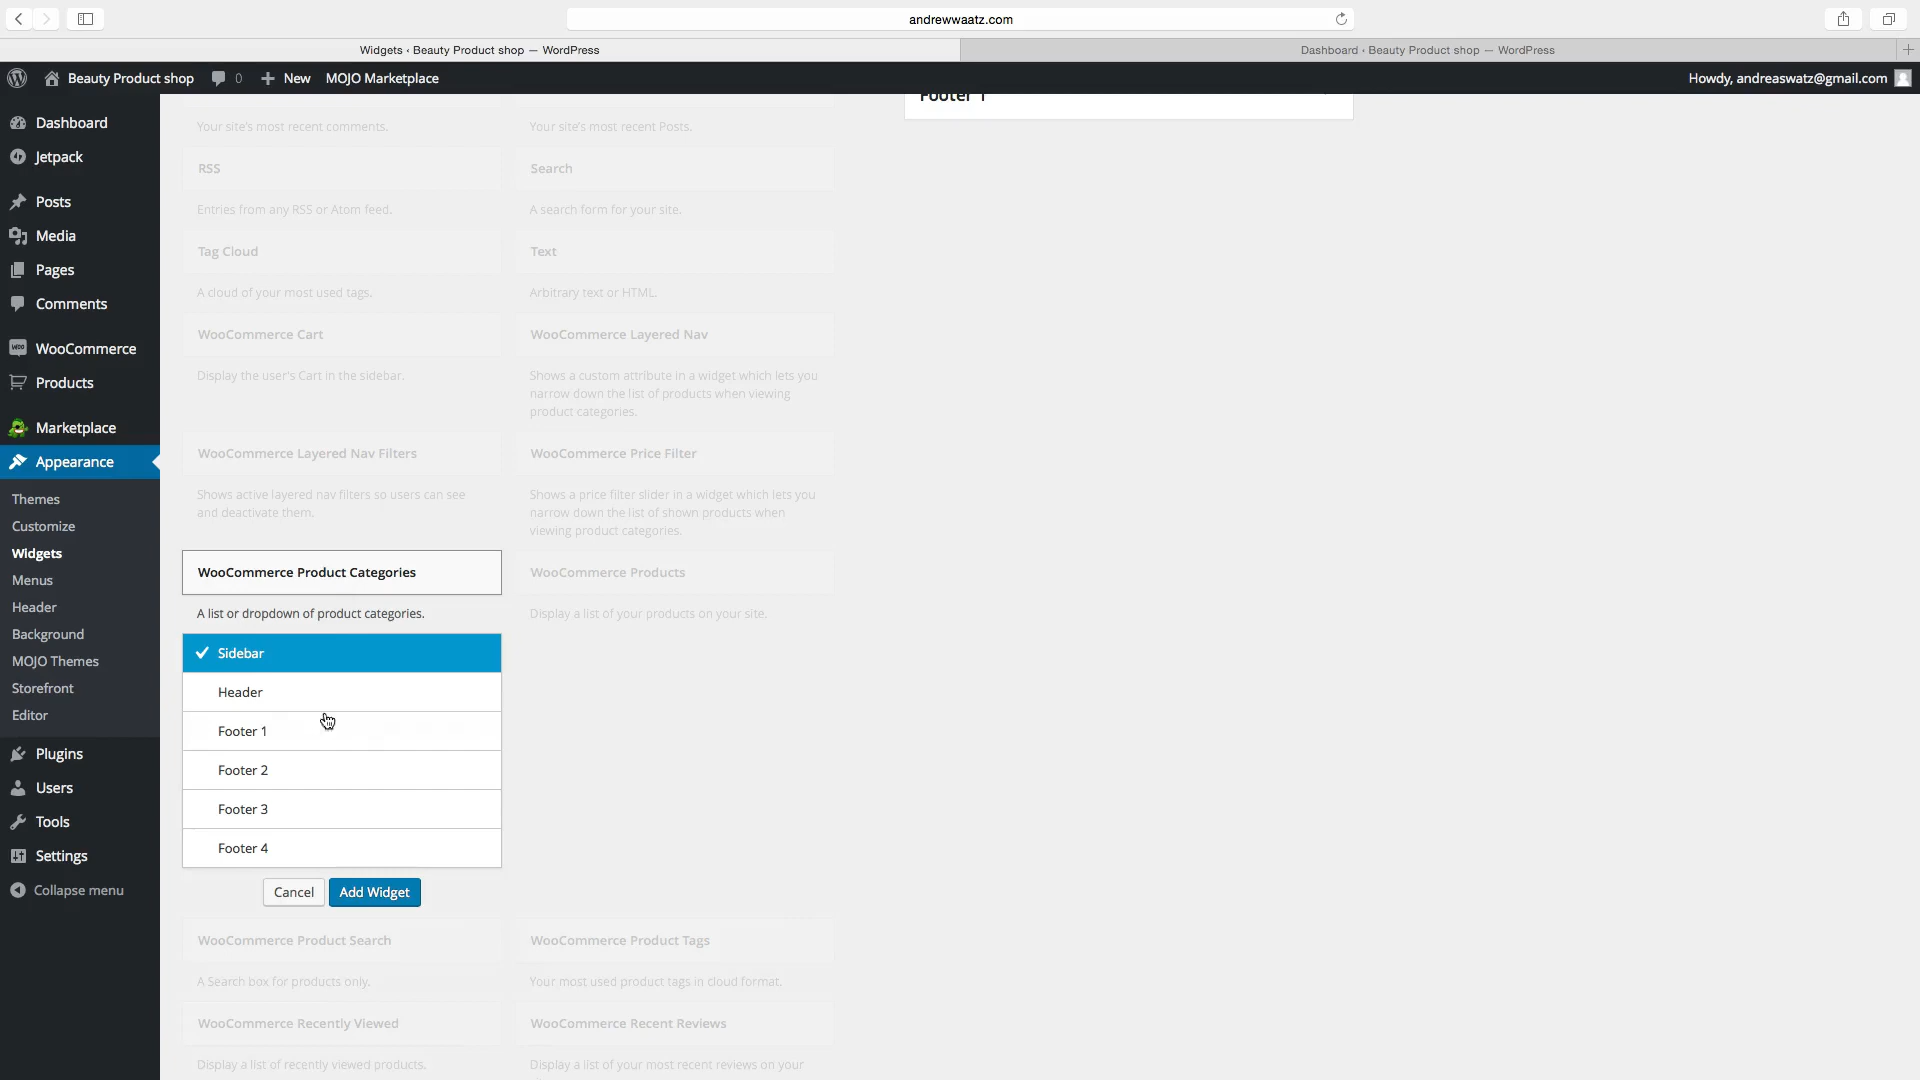 andrewwaatz.com
Widgets ‹ Beauty Product shop — WordPress
Dashboard ‹ Beauty Product shop — WordPress
Beauty Product shop
0
New
MOJO Marketplace
Howdy, andreaswatz@gmail.com
Dashboard
Jetpack
Posts
Media
Pages
Comments
WooCommerce
Products
Marketplace
Appearance
Themes
Customize
Widgets
Menus
Header
Background
MOJO Themes
Storefront
Editor
Plugins
Users
Tools
Settings
Collapse menu
Footer 1
Your site's most recent comments.
Your site's most recent Posts.
RSS
Search
Entries from any RSS or Atom feed.
A search form for your site.
Tag Cloud
Text
A cloud of your most used tags.
Arbitrary text or HTML.
WooCommerce Cart
WooCommerce Layered Nav
Display the user's Cart in the sidebar.
Shows a custom attribute in a widget which lets you
narrow down the list of products when viewing
product categories.
WooCommerce Layered Nav Filters
WooCommerce Price Filter
Shows active layered nav filters so users can see
and deactivate them.
Shows a price filter slider in a widget which lets you
narrow down the list of shown products when
viewing product categories.
WooCommerce Product Categories
WooCommerce Products
A list or dropdown of product categories.
Display a list of your products on your site.
Sidebar
Header
Footer 1
Footer 2
Footer 3
Footer 4
Cancel
Add Widget
WooCommerce Product Search
WooCommerce Product Tags
A Search box for products only.
Your most used product tags in cloud format.
WooCommerce Recently Viewed
WooCommerce Recent Reviews
Display a list of recently viewed products.
Display a list of your most recent reviews on your